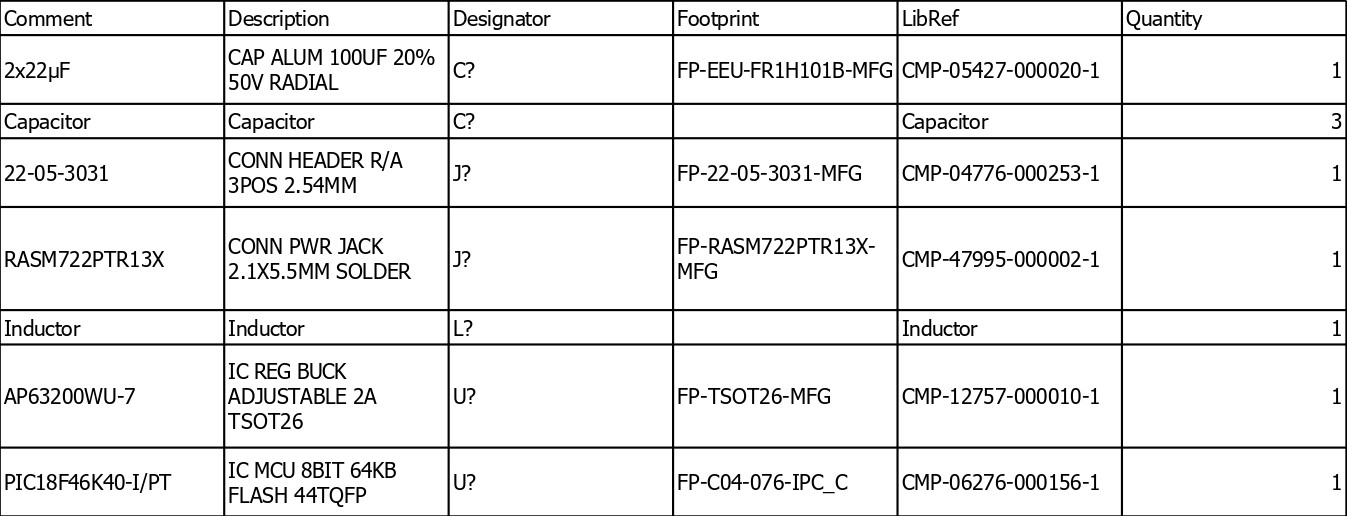 Comment Description Designator Footprint LibRef Quantity
2x22µF CAP ALUM 100UF 20% 50V RADIAL C? FP-EEU-FR1H101B-MFG CMP-05427-000020-1 1
Capacitor Capacitor C? Capacitor 3
22-05-3031 CONN HEADER R/A 3POS 2.54MM J? FP-22-05-3031-MFG CMP-04776-000253-1 1
RASM722PTR13X CONN PWR JACK 2.1X5.5MM SOLDER J? FP-RASM722PTR13X-MFG CMP-47995-000002-1 1
Inductor Inductor L? Inductor 1
AP63200WU-7 IC REG BUCK ADJUSTABLE 2A TSOT26 U? FP-TSOT26-MFG CMP-12757-000010-1 1
PIC18F46K40-I/PT IC MCU 8BIT 64KB FLASH 44TQFP U? FP-C04-076-IPC_C CMP-06276-000156-1 1